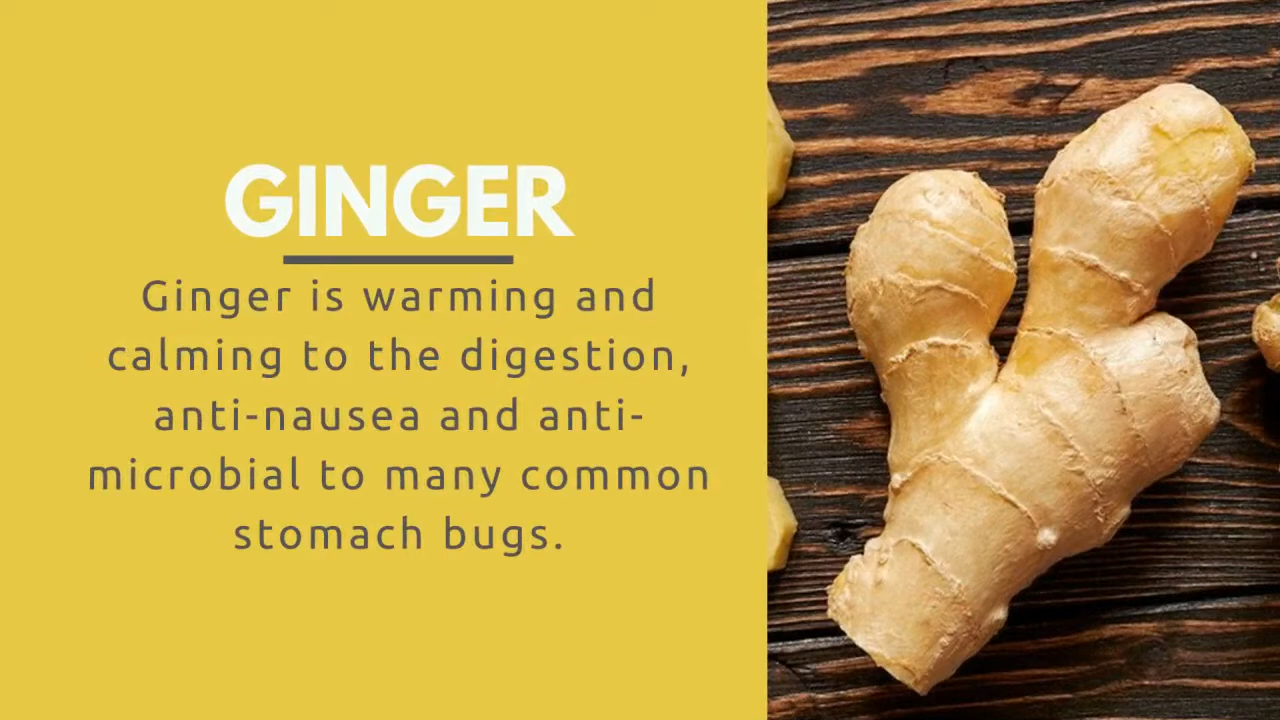 GINGER
Ginger is warming and
calming to the digestion,
anti-nausea and anti-
microbial to many common
stomach bugs.